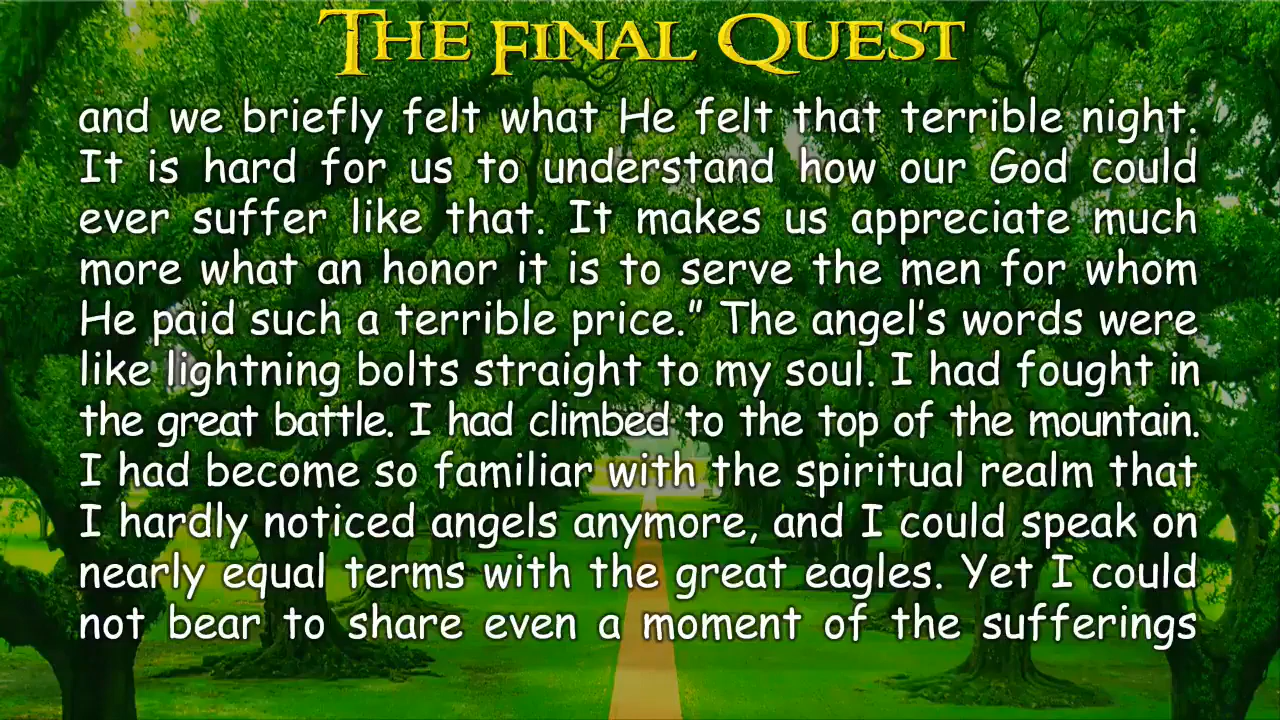 The Final Quest
and we briefly felt what He felt that terrible night.
It is hard for us to understand how our God could
ever suffer like that. It makes us appreciate much
more what an honor it is to serve the men for whom
He paid such a terrible price.” The angel’s words were
like lightning bolts straight to my soul. I had fought in
the great battle. I had climbed to the top of the mountain.
I had become so familiar with the spiritual realm that
I hardly noticed angels anymore, and I could speak on
nearly equal terms with the great eagles. Yet I could
not bear to share even a moment of the sufferings